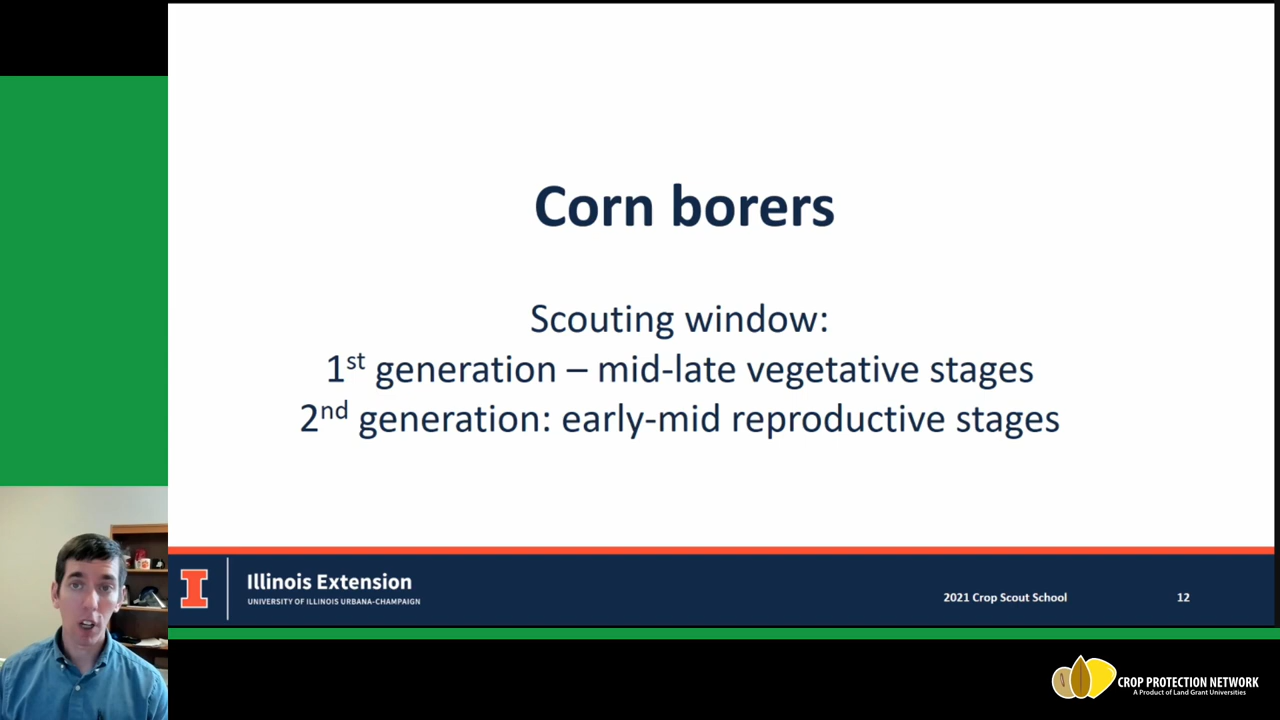 Corn borers
Scouting window:
1st generation – mid-late vegetative stages
2nd generation: early-mid reproductive stages
I
Illinois Extension
UNIVERSITY OF ILLINOIS URBANA-CHAMPAIGN
2021 Crop Scout School
12
CROP PROTECTION NETWORK
A Product of Land Grant Universities